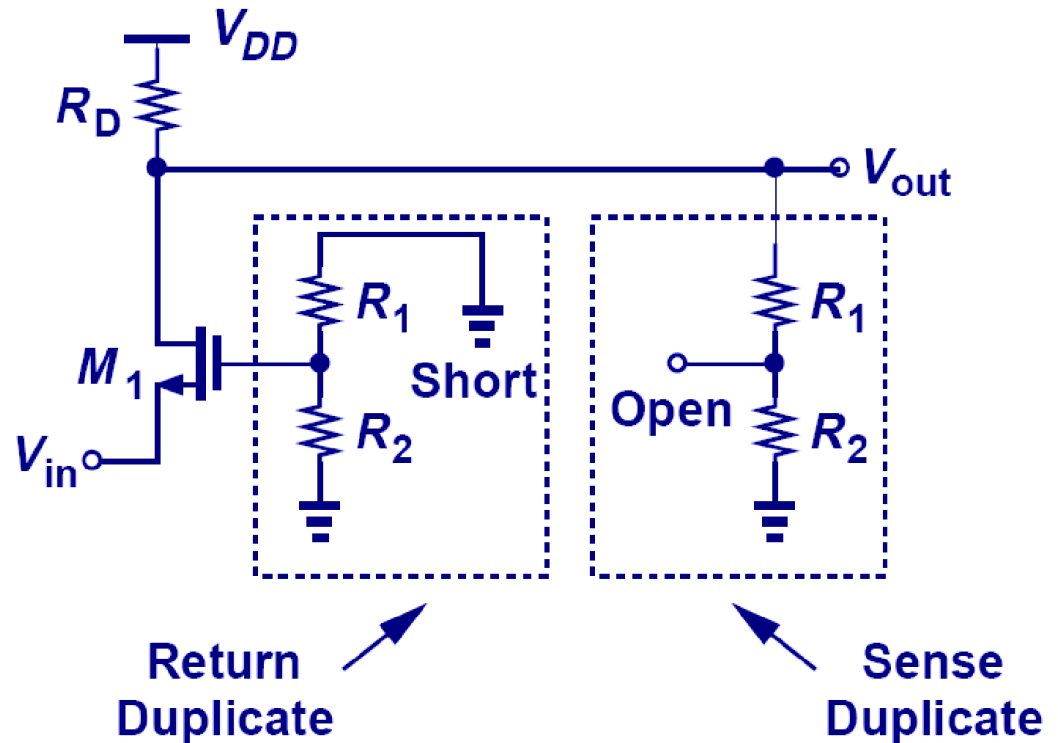 VDD
RD
Vout
R1
R1
M1
Short
Open
R2
R2
Vin
Return
Duplicate
Sense
Duplicate